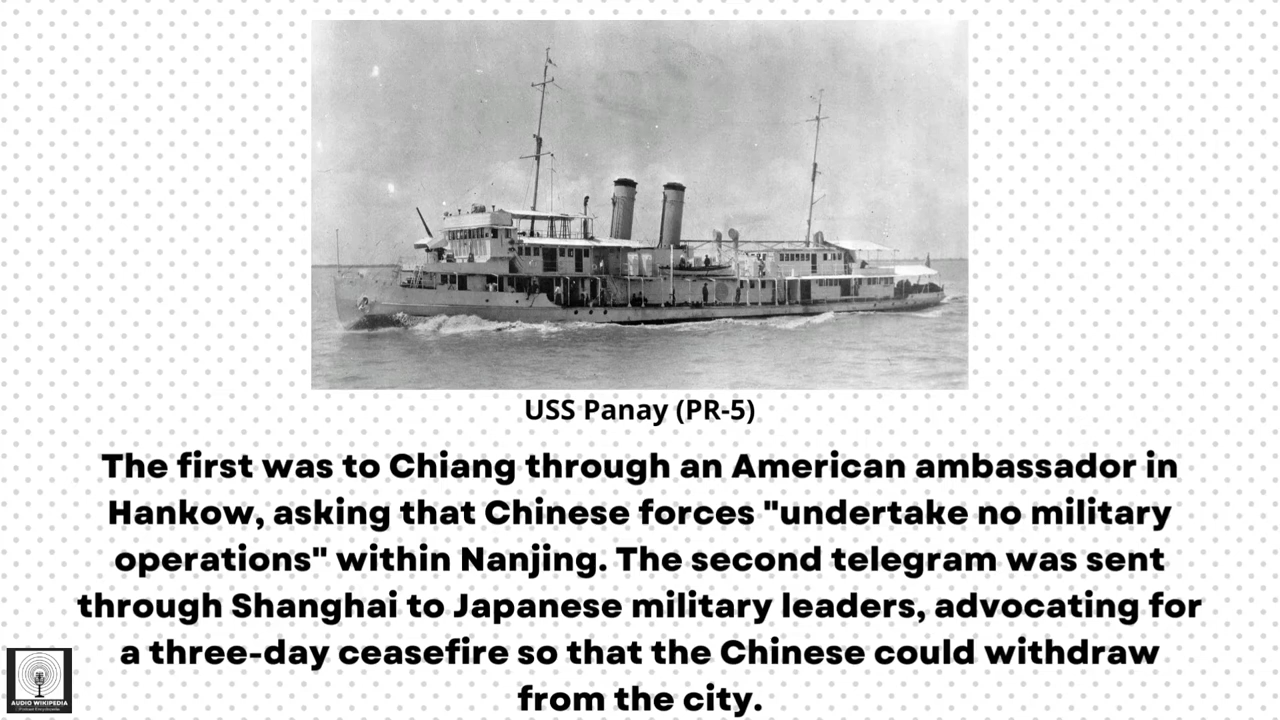 USS Panay (PR-5)
The first was to Chiang through an American ambassador in
Hankow, asking that Chinese forces "undertake no military
operations" within Nanjing. The second telegram was sent
through Shanghai to Japanese military leaders, advocating for
a three-day ceasefire so that the Chinese could withdraw
from the city.
AUDIO WIKIPEDIA